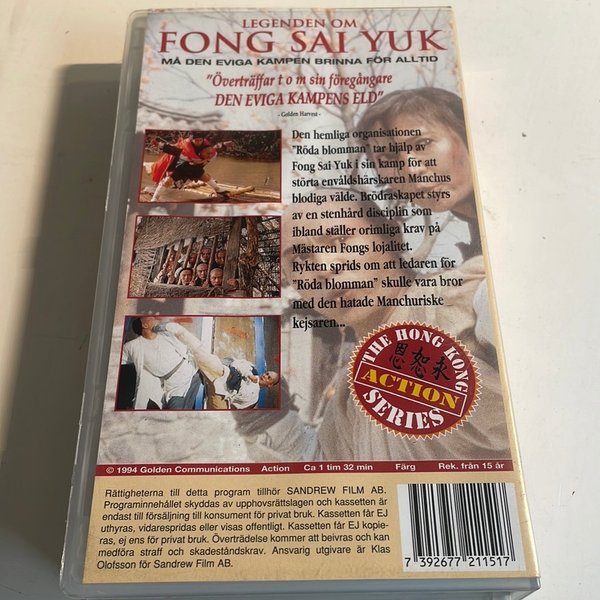 LEGENDEN OM
FONG SAI YUK
MÅ DEN EVIGA KAMPEN BRINNA FÖR ALLTID
"Överträffar t o m sin föregångare
DEN EVIGA KAMPENS ELD"
- Golden Harvest -
Den hemliga organisationen
"Röda blomman" tar hjälp av
Fong Sai Yuk i sin kamp för att
störta envåldshärskaren Manchus
blodiga välde. Brödraskapet styrs
av en stenhård disciplin som
ibland ställer orimliga krav på
Mästaren Fongs lojalitet.
Rykten sprids om att ledaren för
"Röda blomman" skulle vara bror
med den hatade Manchuriske
kejsaren...
THE HONG KONG
ACTION
SERIES
© 1994 Golden Communications Action Ca 1 tim 32 min Färg Rek. från 15 år
Rättigheterna till detta program tillhör SANDREW FILM AB.
Programinnehållet skyddas av upphovsrättslagen och kassetten är
endast till försäljning till konsument för privat bruk. Kassetten får EJ
uthyras, vidarespridas eller visas offentligt. Kassetten får EJ kopie-
ras, ej ens för privat bruk. Överträdelse kommer att beivras och kan
medföra straff och skadeståndskrav. Ansvarig utgivare är Klas
Olofsson för Sandrew Film AB.
7 392677 211517